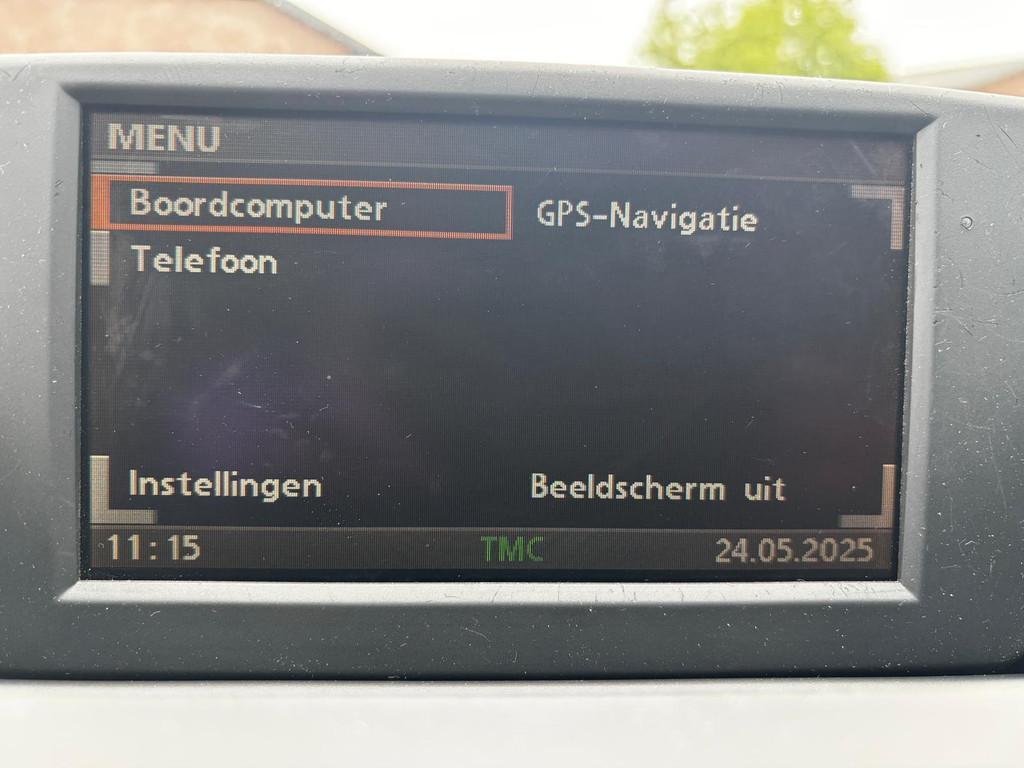 MENU
Boordcomputer
GPS-Navigatie
Telefoon
Instellingen
Beeldscherm uit
11:15 TMC 24.05.2025